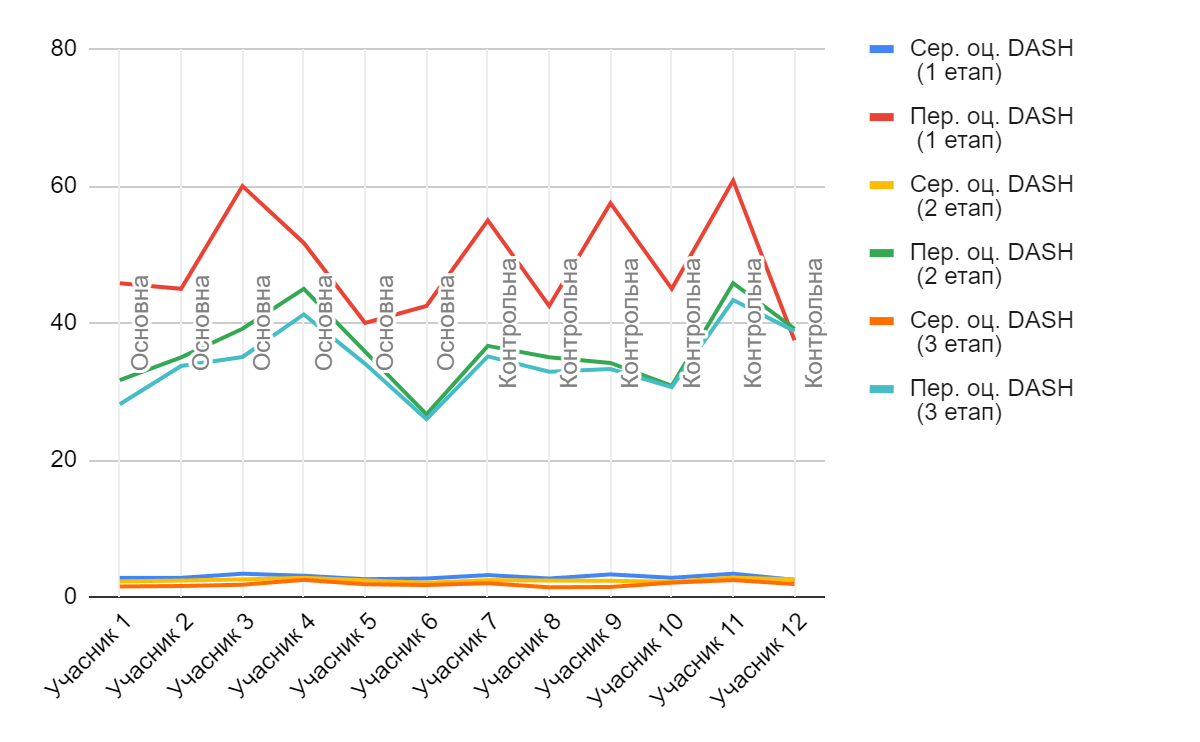 80
60
40
20
0
Основна
Основна
Основна
Основна
Основна
Основна
Контрольна
Контрольна
Контрольна
Контрольна
Контрольна
Контрольна
Учасник 1
Учасник 2
Учасник 3
Учасник 4
Учасник 5
Учасник 6
Учасник 7
Учасник 8
Учасник 9
Учасник 10
Учасник 11
Учасник 12
Сер. оц. DASH
(1 етап)
Пер. оц. DASH
(1 етап)
Сер. оц. DASH
(2 етап)
Пер. оц. DASH
(2 етап)
Сер. оц. DASH
(3 етап)
Пер. оц. DASH
(3 етап)